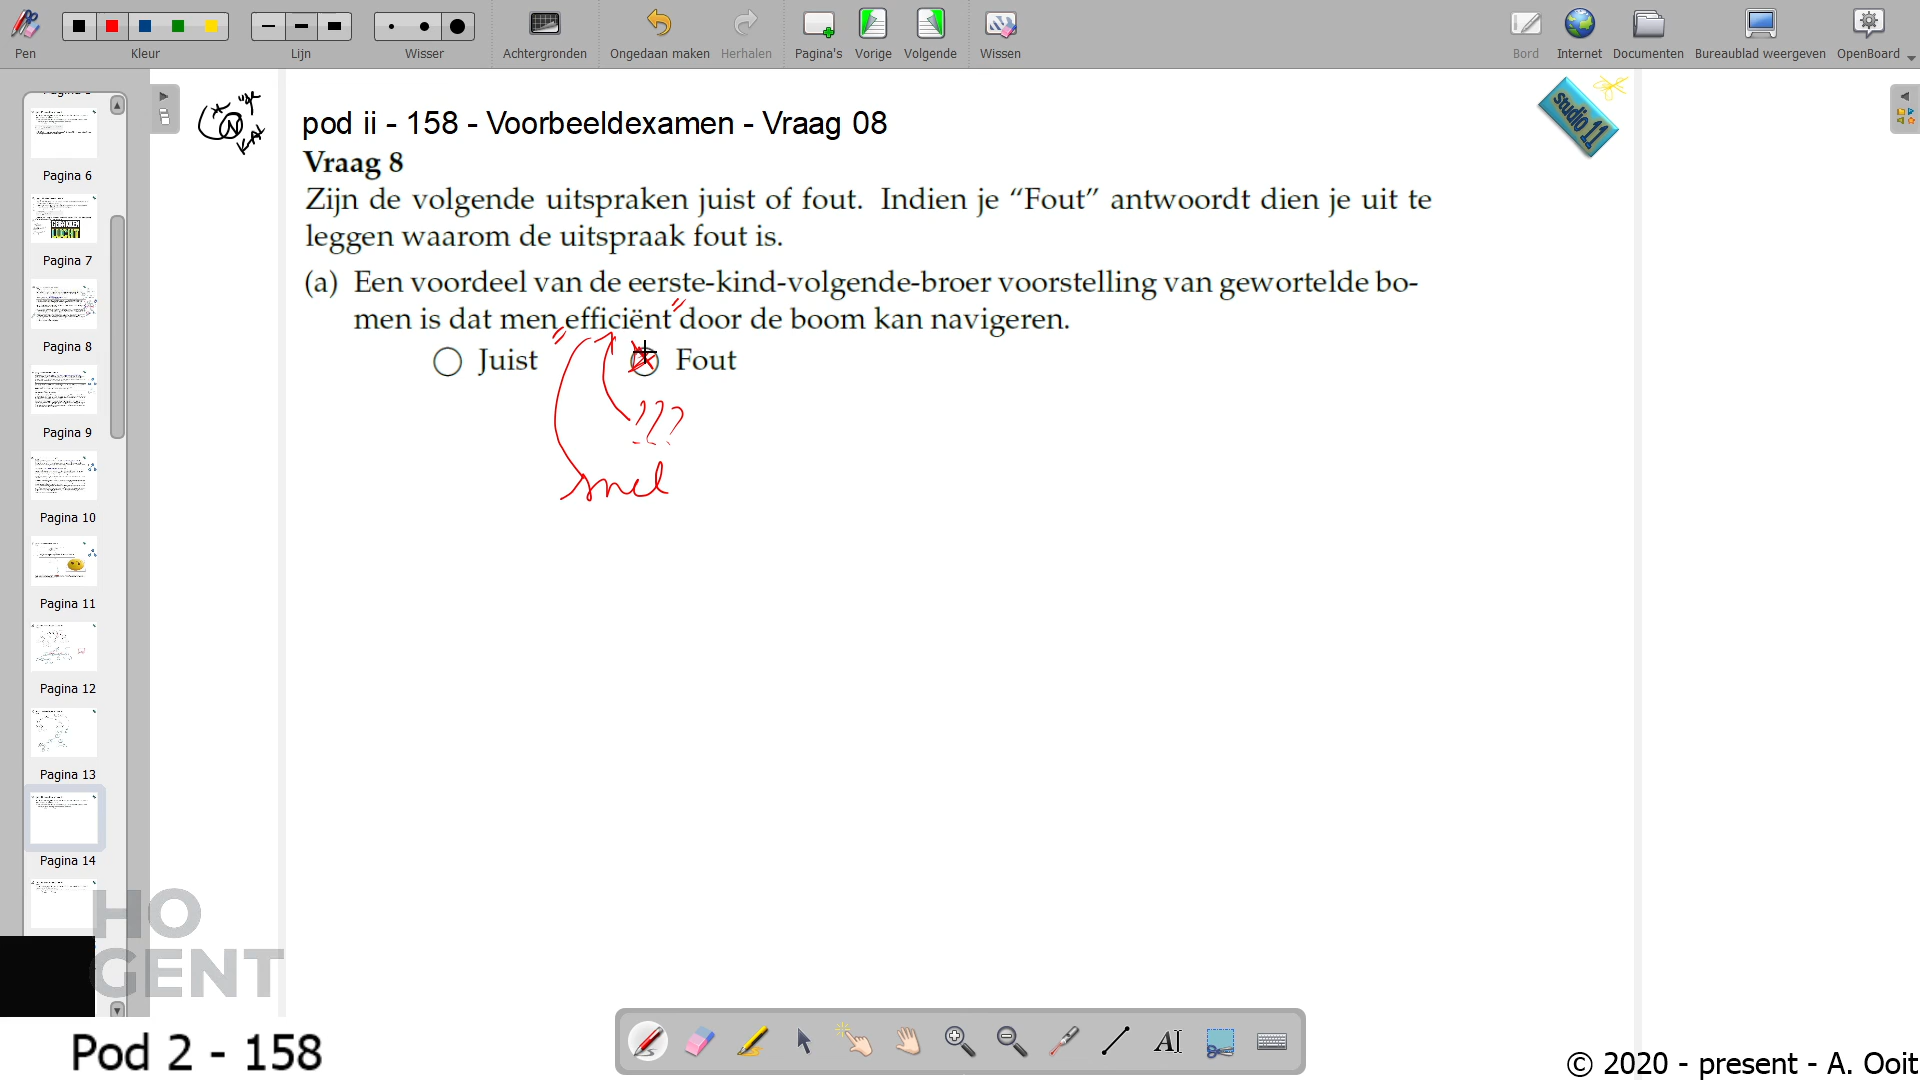 Pen
Kleur
Lijn
Wisser
Achtergronden
Ongedaan maken
Herhalen
Pagina's
Vorige
Volgende
Wissen
Bord
Internet
Documenten
Bureaublad weergeven
OpenBoard
pod ii - 158 - Voorbeeldexamen - Vraag 08
studio 11
Vraag 8
Zijn de volgende uitspraken juist of fout. Indien je “Fout” antwoordt dien je uit te
leggen waarom de uitspraak fout is.
(a) Een voordeel van de eerste-kind-volgende-broer voorstelling van gewortelde bo-
men is dat men "efficiënt" door de boom kan navigeren.
Juist
Fout
???
snel
Pagina 6
Pagina 7
Pagina 8
Pagina 9
Pagina 10
Pagina 11
Pagina 12
Pagina 13
Pagina 14
HO
GENT
Pod 2 - 158
AI
© 2020 - present - A. Ooit